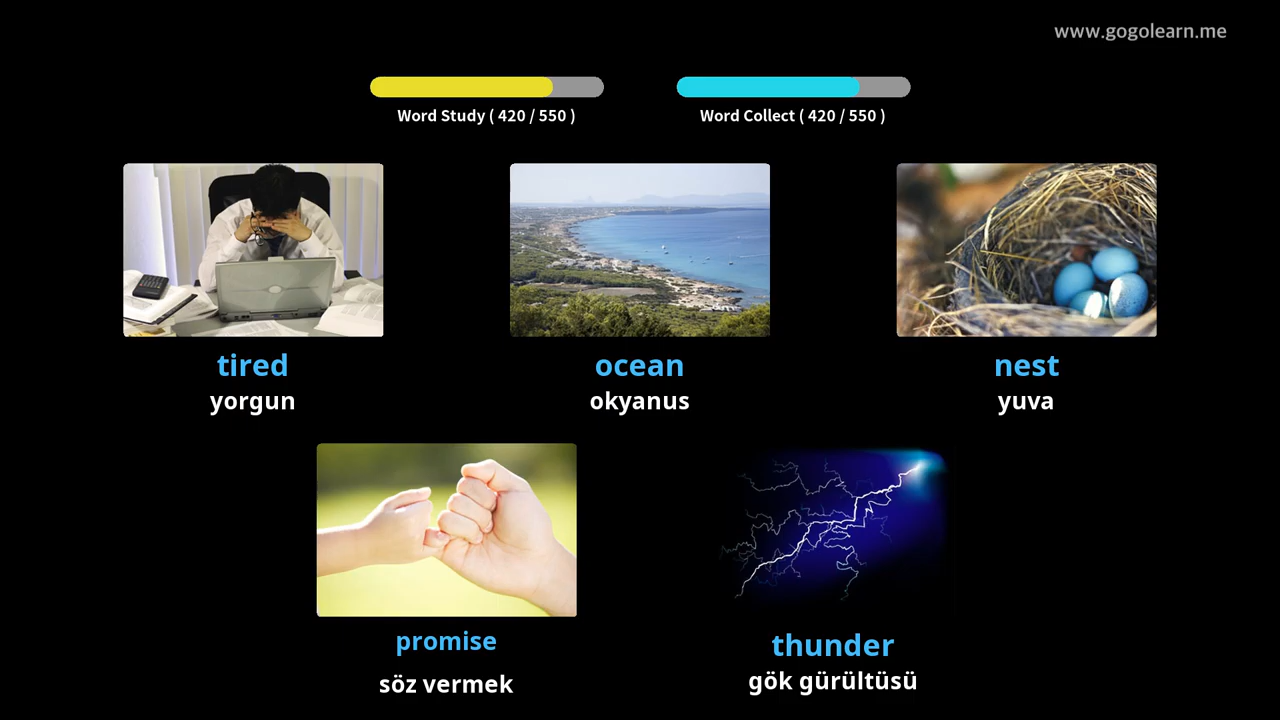 www.gogolearn.me
Word Study ( 420 / 550 )
Word Collect ( 420 / 550 )
tired
yorgun
ocean
okyanus
nest
yuva
promise
söz vermek
thunder
gök gürültüsü